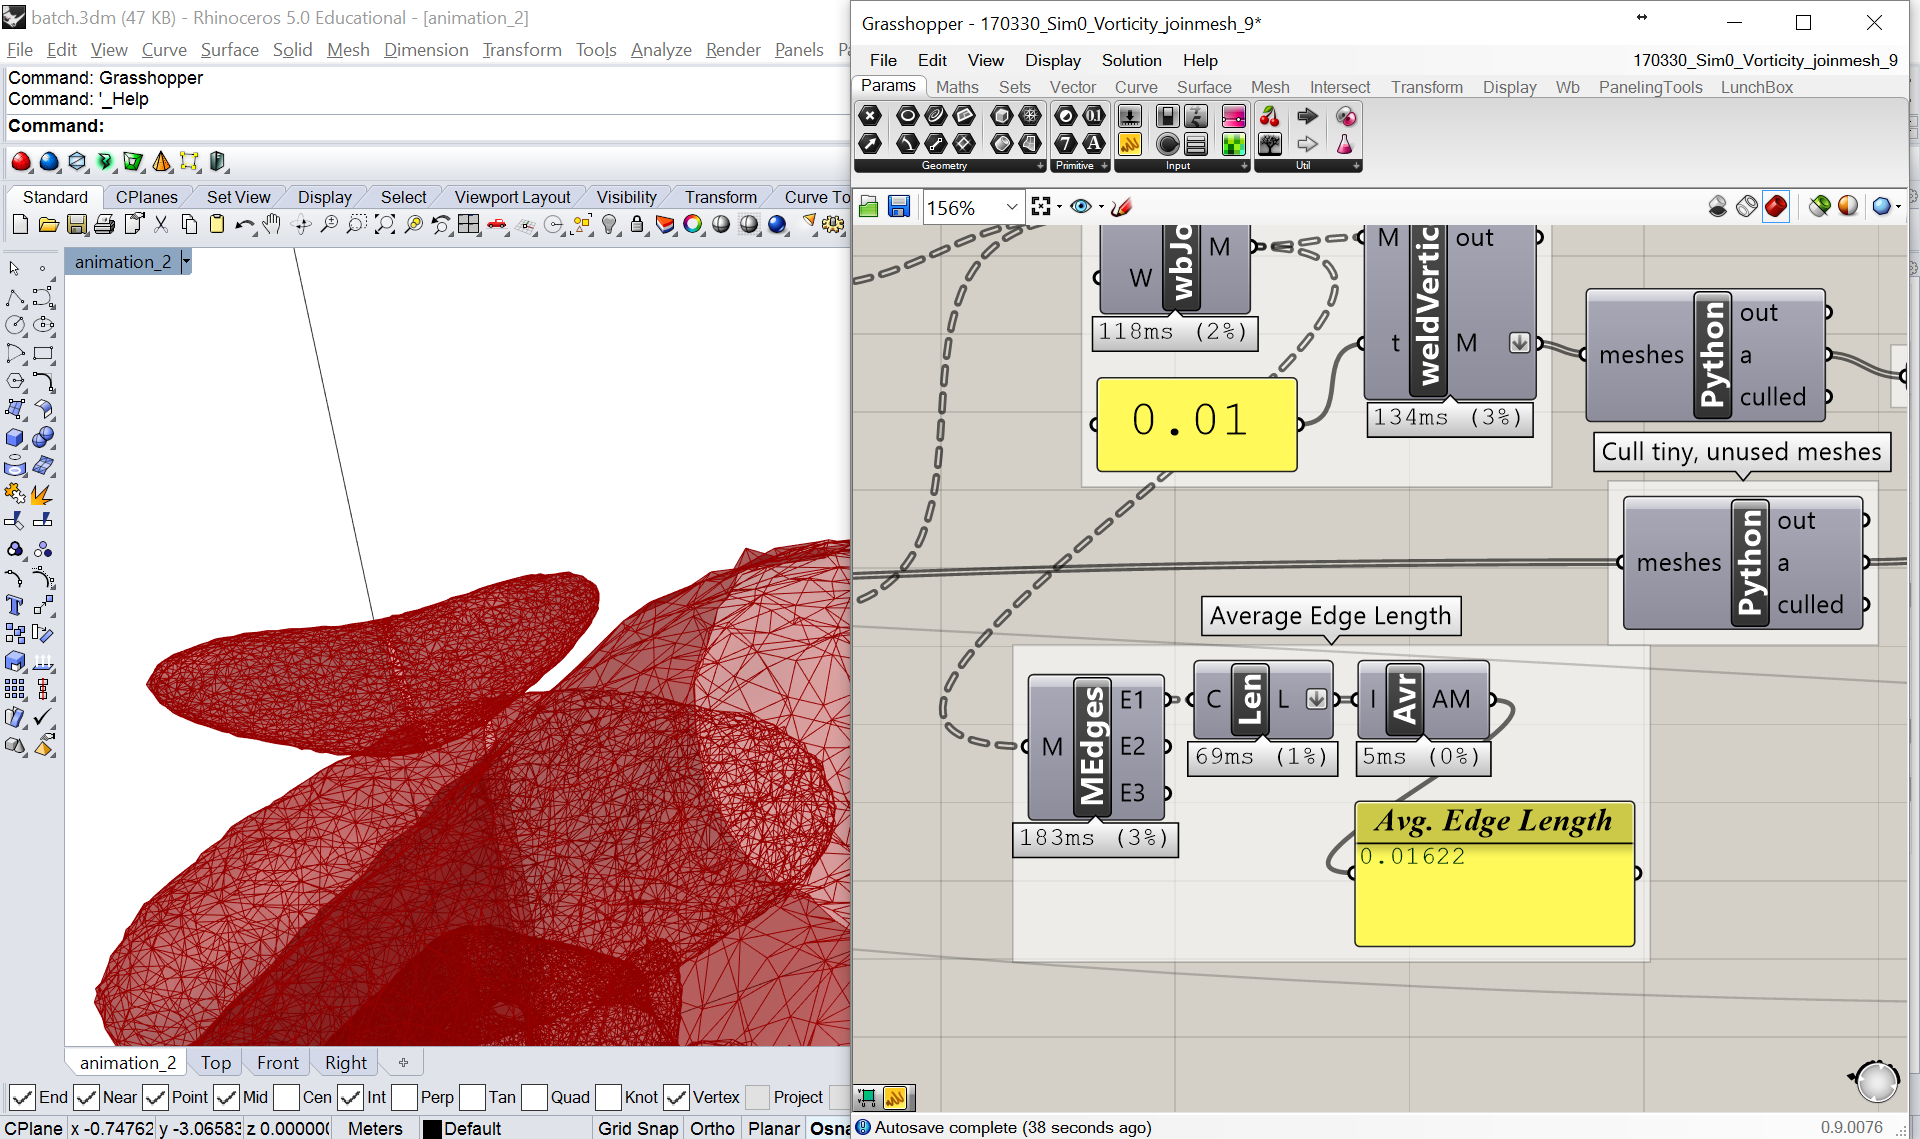 batch.3dm (47 KB) - Rhinoceros 5.0 Educational - [animation_2]
File Edit View Curve Surface Solid Mesh Dimension Transform Tools Analyze Render Panels
Command: Grasshopper
Command: '_Help
Command:
Standard CPlanes Set View Display Select Viewport Layout Visibility Transform Curve To
animation_2
animation_2 Top Front Right
End Near Point Mid Cen Int Perp Tan Quad Knot Vertex Project
CPlane x -0.74762 y -3.06583 z 0.00000 Meters Default Grid Snap Ortho Planar Osna
Grasshopper - 170330_Sim0_Vorticity_joinmesh_9*
File Edit View Display Solution Help 170330_Sim0_Vorticity_joinmesh_9
Params Maths Sets Vector Curve Surface Mesh Intersect Transform Display Wb PanelingTools LunchBox
Geometry Primitive Input Util
156%
W wbJo M
118ms (2%)
M t weldVertic out M
134ms (3%)
0.01
meshes Python out a culled
Cull tiny, unused meshes
meshes Python out a culled
Average Edge Length
M MEdges E1 E2 E3
183ms (3%)
C Len L
69ms (1%)
I Avr AM
5ms (0%)
Avg. Edge Length
0.01622
Autosave complete (38 seconds ago)
0.9.0076